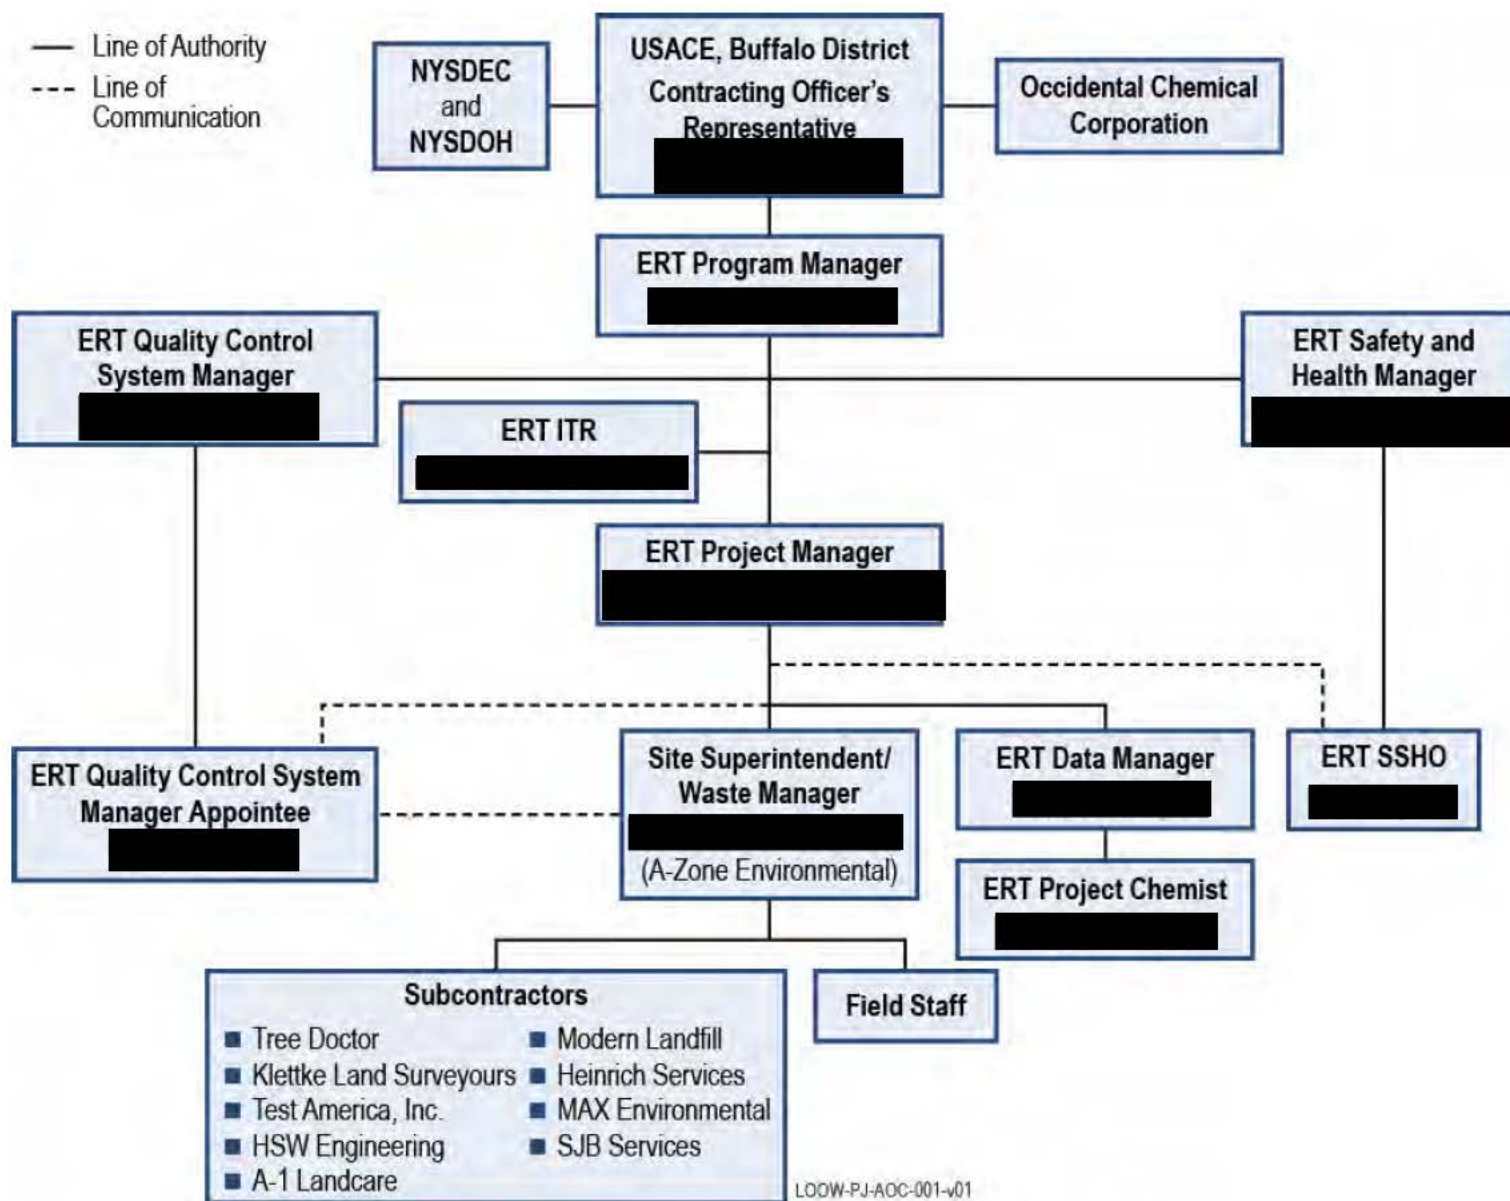 Line of Authority
Line of
Communication
NYSDEC
and
NYSDOH
USACE, Buffalo District
Contracting Officer's
Representative
Occidental Chemical
Corporation
ERT Program Manager
ERT Quality Control
System Manager
ERT Safety and
Health Manager
ERT ITR
ERT Project Manager
ERT Quality Control System
Manager Appointee
Site Superintendent/
Waste Manager
(A-Zone Environmental)
ERT Data Manager
ERT SSHO
ERT Project Chemist
Subcontractors
Tree Doctor
Klettke Land Surveyours
Test America, Inc.
HSW Engineering
A-1 Landcare
Modern Landfill
Heinrich Services
MAX Environmental
SJB Services
Field Staff
LOOW-PJ-AOC-001-v01